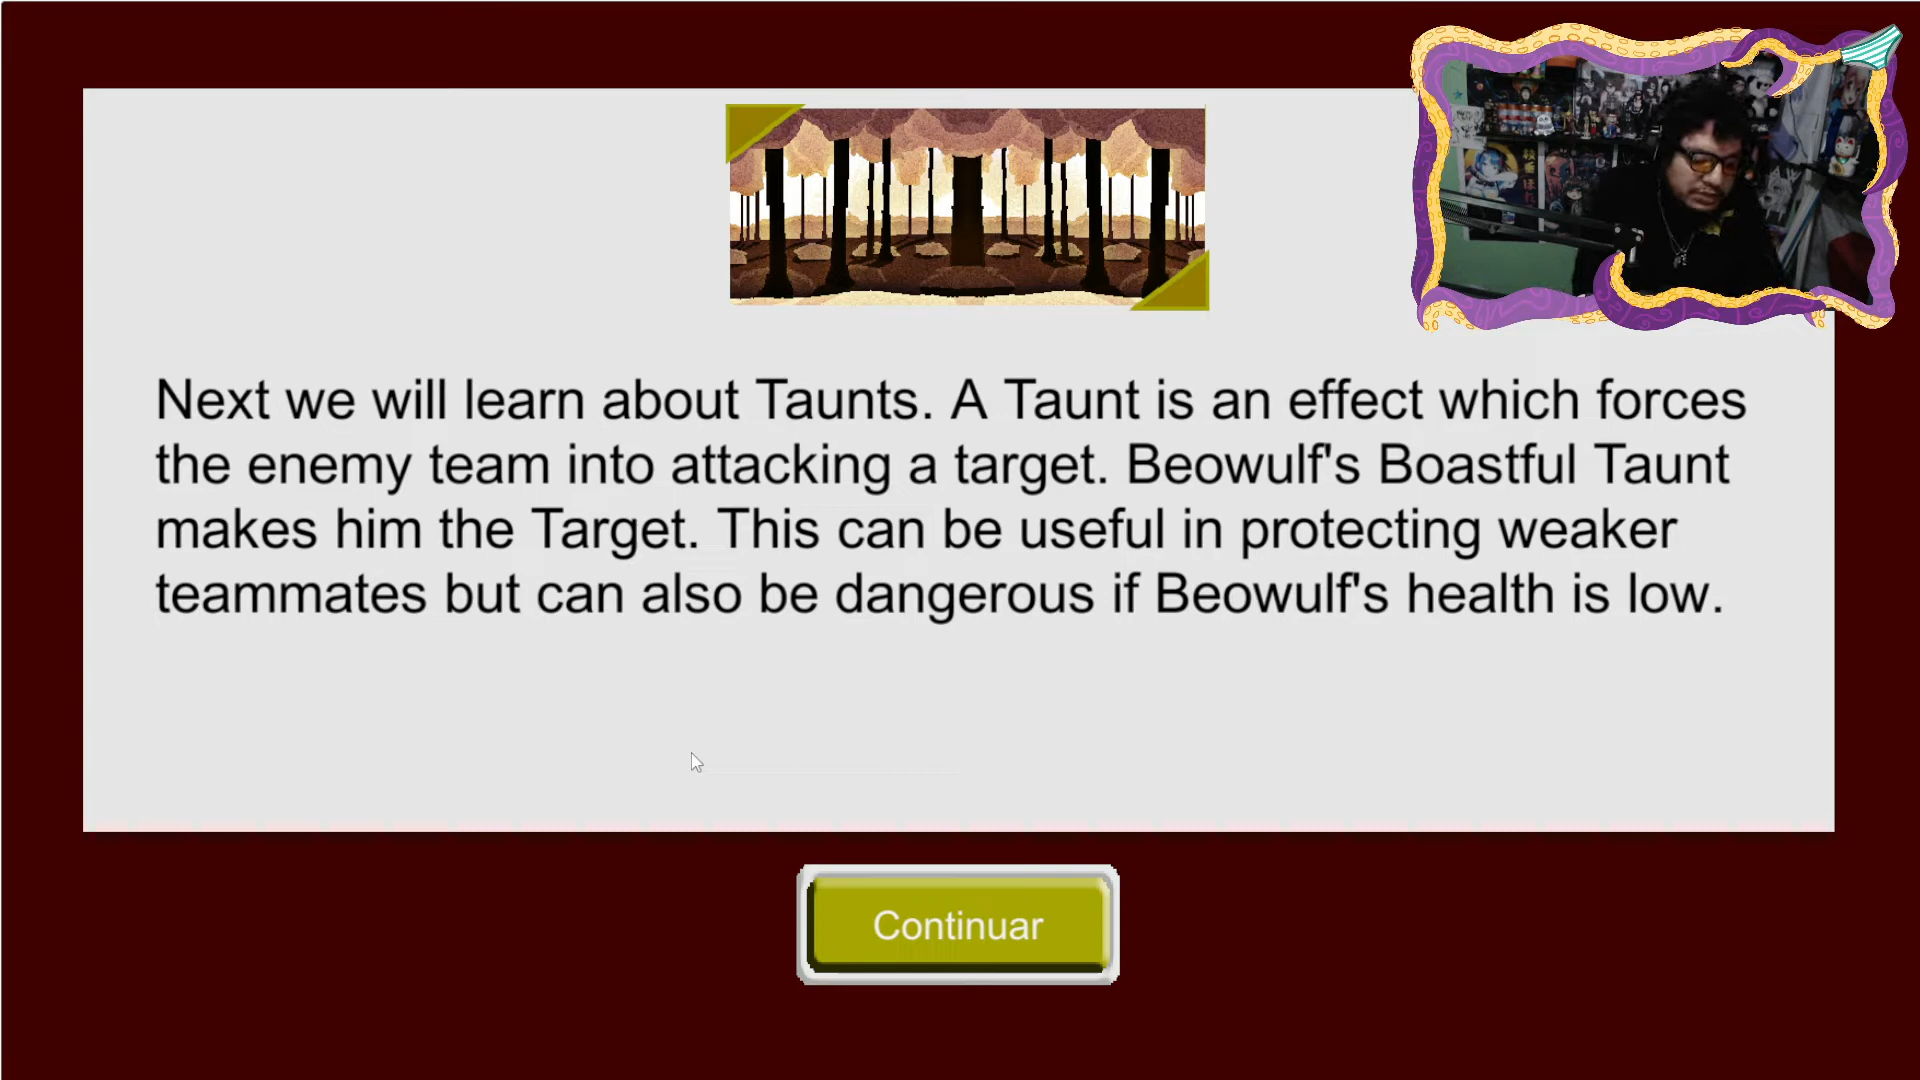 Next we will learn about Taunts. A Taunt is an effect which forces
the enemy team into attacking a target. Beowulf's Boastful Taunt
makes him the Target. This can be useful in protecting weaker
teammates but can also be dangerous if Beowulf's health is low.
Continuar